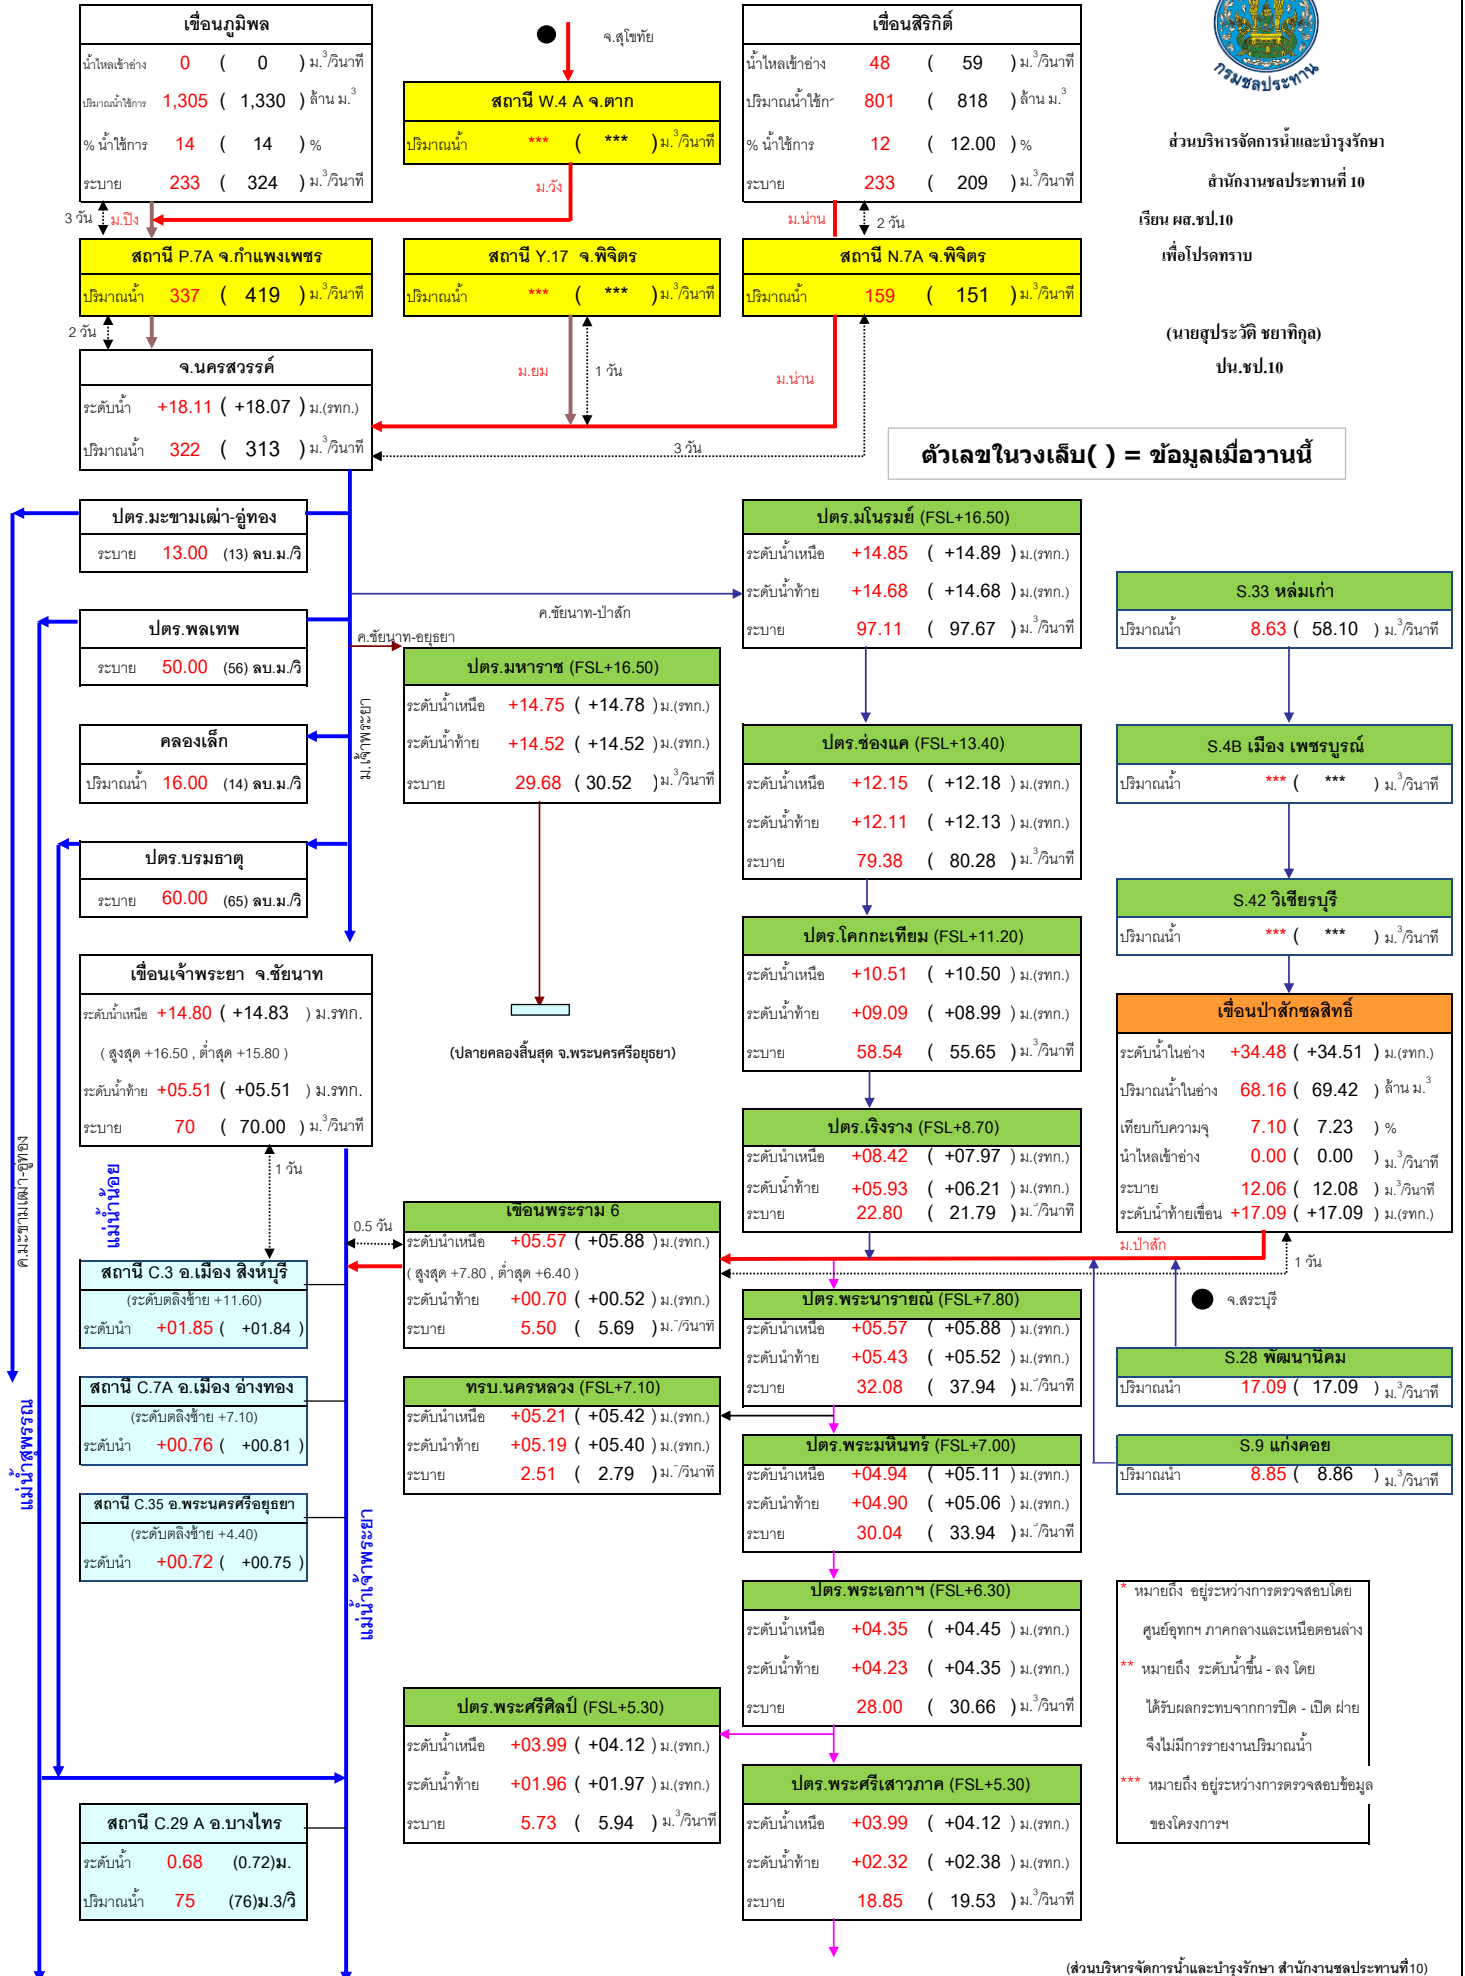 เขื่อนภูมิพล
น้ำไหลเข้าอ่าง 0 ( 0 ) ม.³/วินาที
ปริมาณน้ำใช้การ 1,305 ( 1,330 ) ล้าน ม.³
% น้ำใช้การ 14 ( 14 ) %
ระบาย 233 ( 324 ) ม.³/วินาที
จ.สุโขทัย
สถานี W.4 A จ.ตาก
ปริมาณน้ำ *** ( *** ) ม.³/วินาที
เขื่อนสิริกิติ์
น้ำไหลเข้าอ่าง 48 ( 59 ) ม.³/วินาที
ปริมาณน้ำใช้กา 801 ( 818 ) ล้าน ม.³
% น้ำใช้การ 12 ( 12.00 ) %
ระบาย 233 ( 209 ) ม.³/วินาที
กรมชลประทาน
ส่วนบริหารจัดการน้ำและบำรุงรักษา
สำนักงานชลประทานที่ 10
เรียน ผส.ชป.10
เพื่อโปรดทราบ
(นายสุประวัติ ชยาทิกุล)
ปน.ชป.10
3 วัน
ม.ปิง
ม.วัง
ม.น่าน
2 วัน
สถานี P.7A จ.กำแพงเพชร
ปริมาณน้ำ 337 ( 419 ) ม.³/วินาที
สถานี Y.17 จ.พิจิตร
ปริมาณน้ำ *** ( *** ) ม.³/วินาที
สถานี N.7A จ.พิจิตร
ปริมาณน้ำ 159 ( 151 ) ม.³/วินาที
2 วัน
ม.ยม
1 วัน
ม.น่าน
3 วัน
จ.นครสวรรค์
ระดับน้ำ +18.11 ( +18.07 ) ม.(รทก.)
ปริมาณน้ำ 322 ( 313 ) ม.³/วินาที
ตัวเลขในวงเล็บ( ) = ข้อมูลเมื่อวานนี้
ปตร.มะขามเฒ่า-อู่ทอง
ระบาย 13.00 (13) ลบ.ม./วิ
ปตร.พลเทพ
ระบาย 50.00 (56) ลบ.ม./วิ
คลองเล็ก
ปริมาณน้ำ 16.00 (14) ลบ.ม./วิ
ปตร.บรมธาตุ
ระบาย 60.00 (65) ลบ.ม./วิ
ม.เจ้าพระยา
ค.ชัยนาท-ป่าสัก
ค.ชัยนาท-อยุธยา
ปตร.มหาราช (FSL+16.50)
ระดับน้ำเหนือ +14.75 ( +14.78 ) ม.(รทก.)
ระดับน้ำท้าย +14.52 ( +14.52 ) ม.(รทก.)
ระบาย 29.68 ( 30.52 ) ม.³/วินาที
(ปลายคลองสิ้นสุด จ.พระนครศรีอยุธยา)
ปตร.มโนรมย์ (FSL+16.50)
ระดับน้ำเหนือ +14.85 ( +14.89 ) ม.(รทก.)
ระดับน้ำท้าย +14.68 ( +14.68 ) ม.(รทก.)
ระบาย 97.11 ( 97.67 ) ม.³/วินาที
ปตร.ช่องแค (FSL+13.40)
ระดับน้ำเหนือ +12.15 ( +12.18 ) ม.(รทก.)
ระดับน้ำท้าย +12.11 ( +12.13 ) ม.(รทก.)
ระบาย 79.38 ( 80.28 ) ม.³/วินาที
ปตร.โคกกะเทียม (FSL+11.20)
ระดับน้ำเหนือ +10.51 ( +10.50 ) ม.(รทก.)
ระดับน้ำท้าย +09.09 ( +08.99 ) ม.(รทก.)
ระบาย 58.54 ( 55.65 ) ม.³/วินาที
ปตร.เริงราง (FSL+8.70)
ระดับน้ำเหนือ +08.42 ( +07.97 ) ม.(รทก.)
ระดับน้ำท้าย +05.93 ( +06.21 ) ม.(รทก.)
ระบาย 22.80 ( 21.79 ) ม.³/วินาที
S.33 หล่มเก่า
ปริมาณน้ำ 8.63 ( 58.10 ) ม.³/วินาที
S.4B เมือง เพชรบูรณ์
ปริมาณน้ำ *** ( *** ) ม.³/วินาที
S.42 วิเชียรบุรี
ปริมาณน้ำ *** ( *** ) ม.³/วินาที
เขื่อนป่าสักชลสิทธิ์
ระดับน้ำในอ่าง +34.48 ( +34.51 ) ม.(รทก.)
ปริมาณน้ำในอ่าง 68.16 ( 69.42 ) ล้าน ม.³
เทียบกับความจุ 7.10 ( 7.23 ) %
น้ำไหลเข้าอ่าง 0.00 ( 0.00 ) ม.³/วินาที
ระบาย 12.06 ( 12.08 ) ม.³/วินาที
ระดับน้ำท้ายเขื่อน +17.09 ( +17.09 ) ม.(รทก.)
ม.ป่าสัก
1 วัน
จ.สระบุรี
เขื่อนเจ้าพระยา จ.ชัยนาท
ระดับน้ำเหนือ +14.80 ( +14.83 ) ม.รทก.
( สูงสุด +16.50 , ต่ำสุด +15.80 )
ระดับน้ำท้าย +05.51 ( +05.51 ) ม.รทก.
ระบาย 70 ( 70.00 ) ม.³/วินาที
ค.มะขามเฒ่า-อู่ทอง
แม่น้ำน้อย
1 วัน
0.5 วัน
เขื่อนพระราม 6
ระดับน้ำเหนือ +05.57 ( +05.88 ) ม.(รทก.)
( สูงสุด +7.80 , ต่ำสุด +6.40 )
ระดับน้ำท้าย +00.70 ( +00.52 ) ม.(รทก.)
ระบาย 5.50 ( 5.69 ) ม.³/วินาที
สถานี C.3 อ.เมือง สิงห์บุรี
(ระดับตลิ่งซ้าย +11.60)
ระดับน้ำ +01.85 ( +01.84 )
สถานี C.7A อ.เมือง อ่างทอง
(ระดับตลิ่งซ้าย +7.10)
ระดับน้ำ +00.76 ( +00.81 )
สถานี C.35 อ.พระนครศรีอยุธยา
(ระดับตลิ่งซ้าย +4.40)
ระดับน้ำ +00.72 ( +00.75 )
แม่น้ำสุพรรณ
แม่น้ำเจ้าพระยา
ทรบ.นครหลวง (FSL+7.10)
ระดับน้ำเหนือ +05.21 ( +05.42 ) ม.(รทก.)
ระดับน้ำท้าย +05.19 ( +05.40 ) ม.(รทก.)
ระบาย 2.51 ( 2.79 ) ม.³/วินาที
ปตร.พระนารายณ์ (FSL+7.80)
ระดับน้ำเหนือ +05.57 ( +05.88 ) ม.(รทก.)
ระดับน้ำท้าย +05.43 ( +05.52 ) ม.(รทก.)
ระบาย 32.08 ( 37.94 ) ม.³/วินาที
ปตร.พระมหินทร์ (FSL+7.00)
ระดับน้ำเหนือ +04.94 ( +05.11 ) ม.(รทก.)
ระดับน้ำท้าย +04.90 ( +05.06 ) ม.(รทก.)
ระบาย 30.04 ( 33.94 ) ม.³/วินาที
S.28 พัฒนานิคม
ปริมาณน้ำ 17.09 ( 17.09 ) ม.³/วินาที
S.9 แก่งคอย
ปริมาณน้ำ 8.85 ( 8.86 ) ม.³/วินาที
ปตร.พระเอกาฯ (FSL+6.30)
ระดับน้ำเหนือ +04.35 ( +04.45 ) ม.(รทก.)
ระดับน้ำท้าย +04.23 ( +04.35 ) ม.(รทก.)
ระบาย 28.00 ( 30.66 ) ม.³/วินาที
ปตร.พระศรีศิลป์ (FSL+5.30)
ระดับน้ำเหนือ +03.99 ( +04.12 ) ม.(รทก.)
ระดับน้ำท้าย +01.96 ( +01.97 ) ม.(รทก.)
ระบาย 5.73 ( 5.94 ) ม.³/วินาที
ปตร.พระศรีเสาวภาค (FSL+5.30)
ระดับน้ำเหนือ +03.99 ( +04.12 ) ม.(รทก.)
ระดับน้ำท้าย +02.32 ( +02.38 ) ม.(รทก.)
ระบาย 18.85 ( 19.53 ) ม.³/วินาที
* หมายถึง อยู่ระหว่างการตรวจสอบโดย
ศูนย์อุทกฯ ภาคกลางและเหนือตอนล่าง
** หมายถึง ระดับน้ำขึ้น - ลง โดย
ได้รับผลกระทบจากการปิด - เปิด ฝาย
จึงไม่มีการรายงานปริมาณน้ำ
*** หมายถึง อยู่ระหว่างการตรวจสอบข้อมูล
ของโครงการฯ
สถานี C.29 A อ.บางไทร
ระดับน้ำ 0.68 (0.72)ม.
ปริมาณน้ำ 75 (76)ม.3/วิ
(ส่วนบริหารจัดการน้ำและบำรุงรักษา สำนักงานชลประทานที่10)